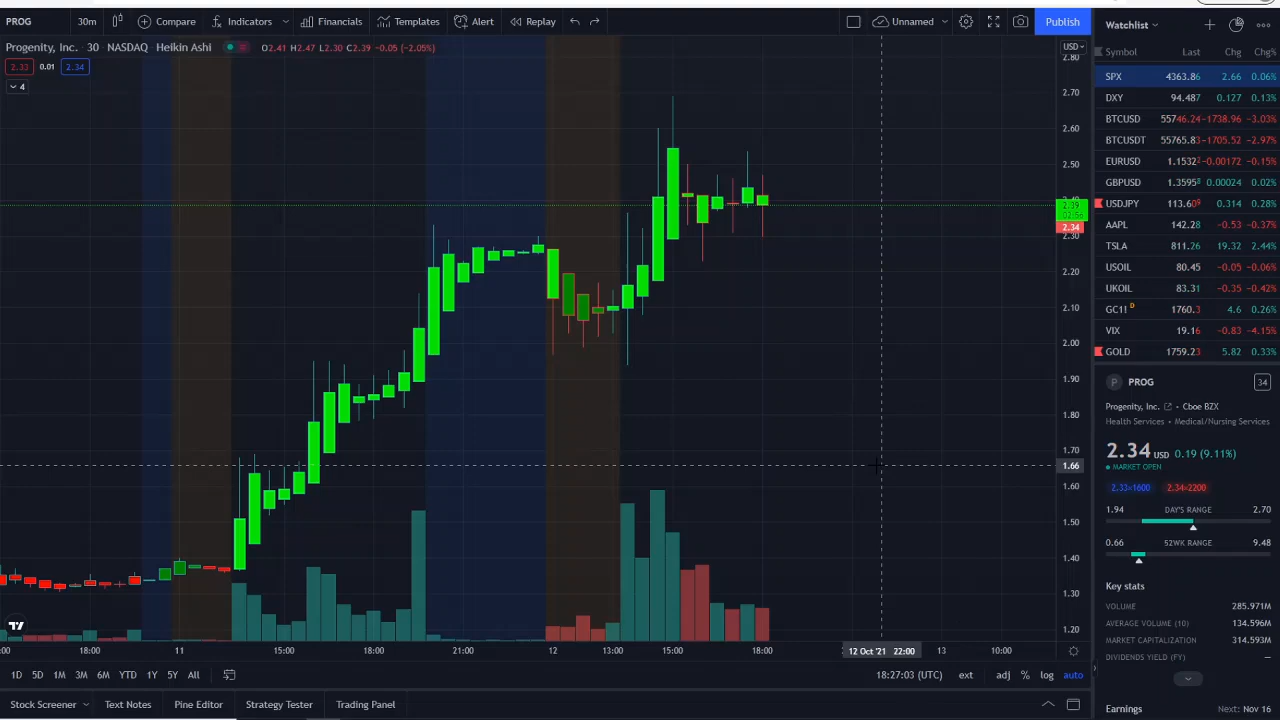 PROG 30m Compare Indicators Financials Templates Alert Replay Unnamed Publish
Progenity, Inc. · 30 · NASDAQ Heikin Ashi O2.41 H2.47 L2.30 C2.39 -0.05 (-2.05%)
2.33 0.01 2.34
4
USD
2.80
2.70
2.60
2.50
2.40
2.39
02:56
2.34
2.30
2.20
2.10
2.00
1.90
1.80
1.70
1.66
1.60
1.50
1.40
1.30
1.20
18:00 11 15:00 18:00 21:00 12 13:00 15:00 18:00 12 Oct '21 22:00 13 10:00
1D 5D 1M 3M 6M YTD 1Y 5Y All 18:27:03 (UTC) ext adj % log auto
Stock Screener Text Notes Pine Editor Strategy Tester Trading Panel
Watchlist
Symbol Last Chg Chg%
SPX 4363.86 2.66 0.06%
DXY 94.487 0.127 0.13%
BTCUSD 55746.24 -1738.96 -3.03%
BTCUSDT 55765.83 -1705.52 -2.97%
EURUSD 1.1532² -0.00172 -0.15%
GBPUSD 1.3595⁸ 0.00024 0.02%
USDJPY 113.60⁹ 0.314 0.28%
AAPL 142.28 -0.53 -0.37%
TSLA 811.26 19.32 2.44%
USOIL 80.45 -0.05 -0.06%
UKOIL 83.31 -0.35 -0.42%
GC1! D 1760.3 4.6 0.26%
VIX 19.16 -0.83 -4.15%
GOLD 1759.23 5.82 0.33%
P PROG 34
Progenity, Inc. • Cboe BZX
Health Services • Medical/Nursing Services
2.34 USD 0.19 (9.11%)
MARKET OPEN
2.33×1600 2.34×2200
1.94 DAY'S RANGE 2.70
0.66 52WK RANGE 9.48
Key stats
VOLUME 285.971M
AVERAGE VOLUME (10) 134.596M
MARKET CAPITALIZATION 314.593M
DIVIDENDS YIELD (FY) —
Earnings Next: Nov 16